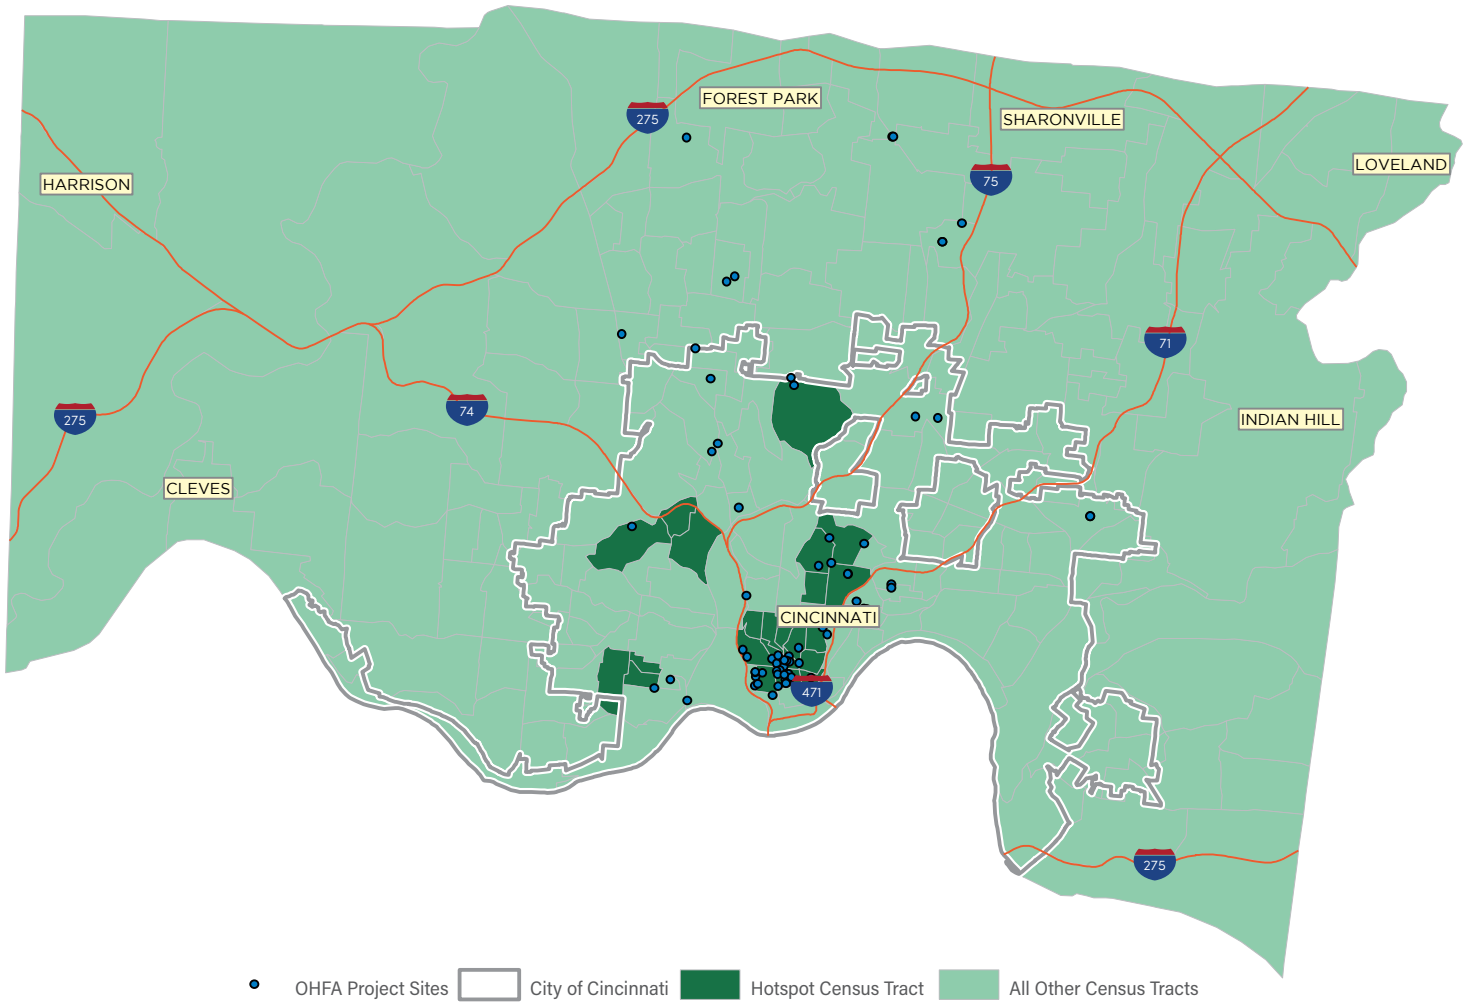 FOREST PARK
275
SHARONVILLE
LOVELAND
75
HARRISON
71
74
275
INDIAN HILL
CLEVES
CINCINNATI
471
275
OHFA Project Sites
City of Cincinnati
Hotspot Census Tract
All Other Census Tracts